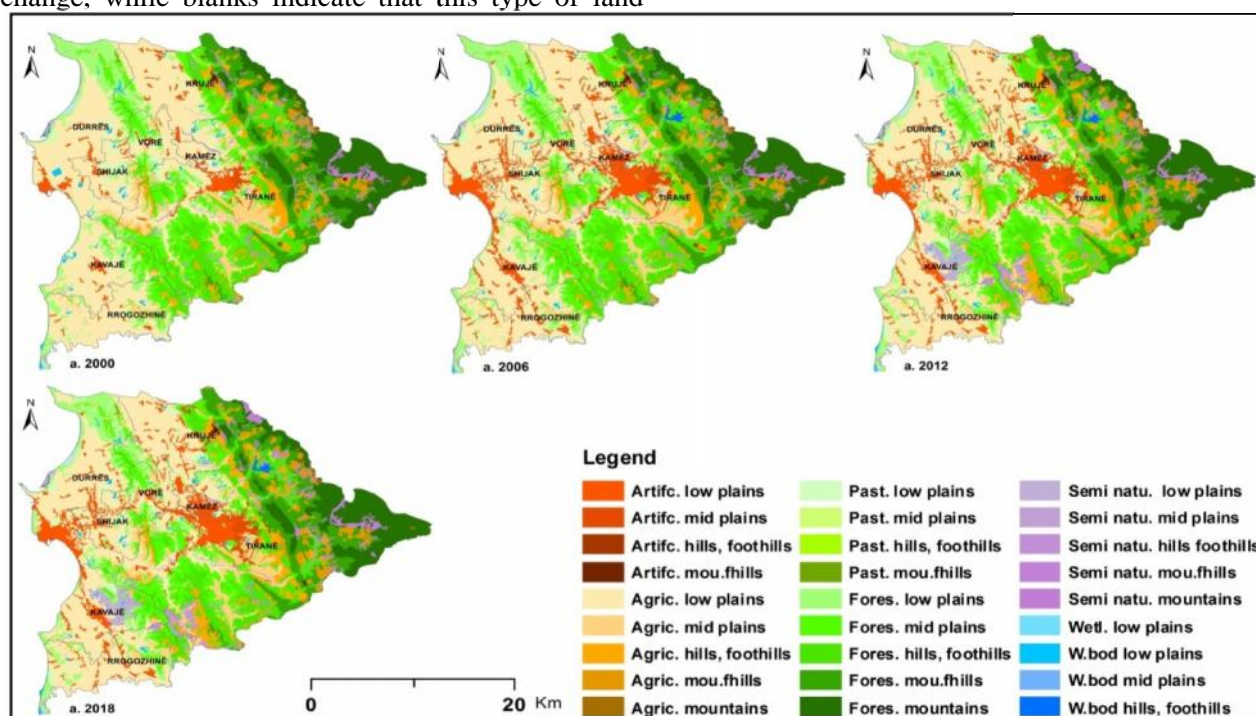 change, while blanks indicate that this type of land
N
KRUJË
DURRËS
VORË
KAMËZ
SHIJAK
TIRANË
KAVAJË
RROGOZHINË
a. 2000
N
KRUJË
DURRËS
VORË
KAMËZ
SHIJAK
TIRANË
KAVAJË
RROGOZHINË
a. 2006
N
KRUJË
DURRËS
VORË
KAMËZ
SHIJAK
TIRANË
KAVAJË
RROGOZHINË
a. 2012
N
KRUJË
DURRËS
VORË
KAMËZ
SHIJAK
TIRANË
KAVAJË
RROGOZHINË
a. 2018
0 20 Km
Legend
Artifc. low plains
Artifc. mid plains
Artifc. hills, foothills
Artifc. mou.fhills
Agric. low plains
Agric. mid plains
Agric. hills, foothills
Agric. mou.fhills
Agric. mountains
Past. low plains
Past. mid plains
Past. hills, foothills
Past. mou.fhills
Fores. low plains
Fores. mid plains
Fores. hills, foothills
Fores. mou.fhills
Fores. mountains
Semi natu. low plains
Semi natu. mid plains
Semi natu. hills foothills
Semi natu. mou.fhills
Semi natu. mountains
Wetl. low plains
W.bod low plains
W.bod mid plains
W.bod hills, foothills